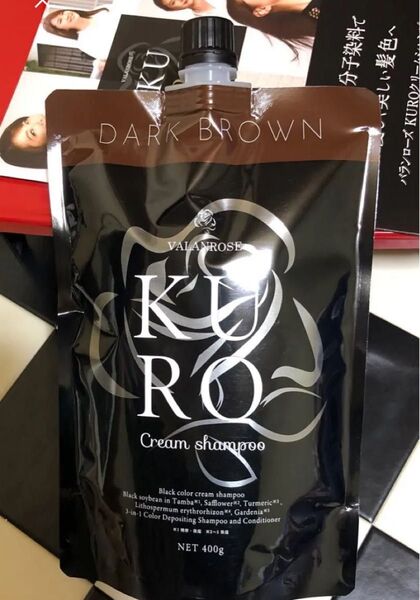 DARK BROWN
VALANROSE
KU
RO
Cream shampoo
Black color cream shampoo
Black soybean in Tamba※1, Safflower※2, Turmeric※3,
Lithospermum erythrorhizon※4, Gardenia※5
3-in-1 Color Depositing Shampoo and Conditioner
NET 400g
VALANROSE
KU
分子染料で
美しい髪色へ
バランローズ KUROクリーム